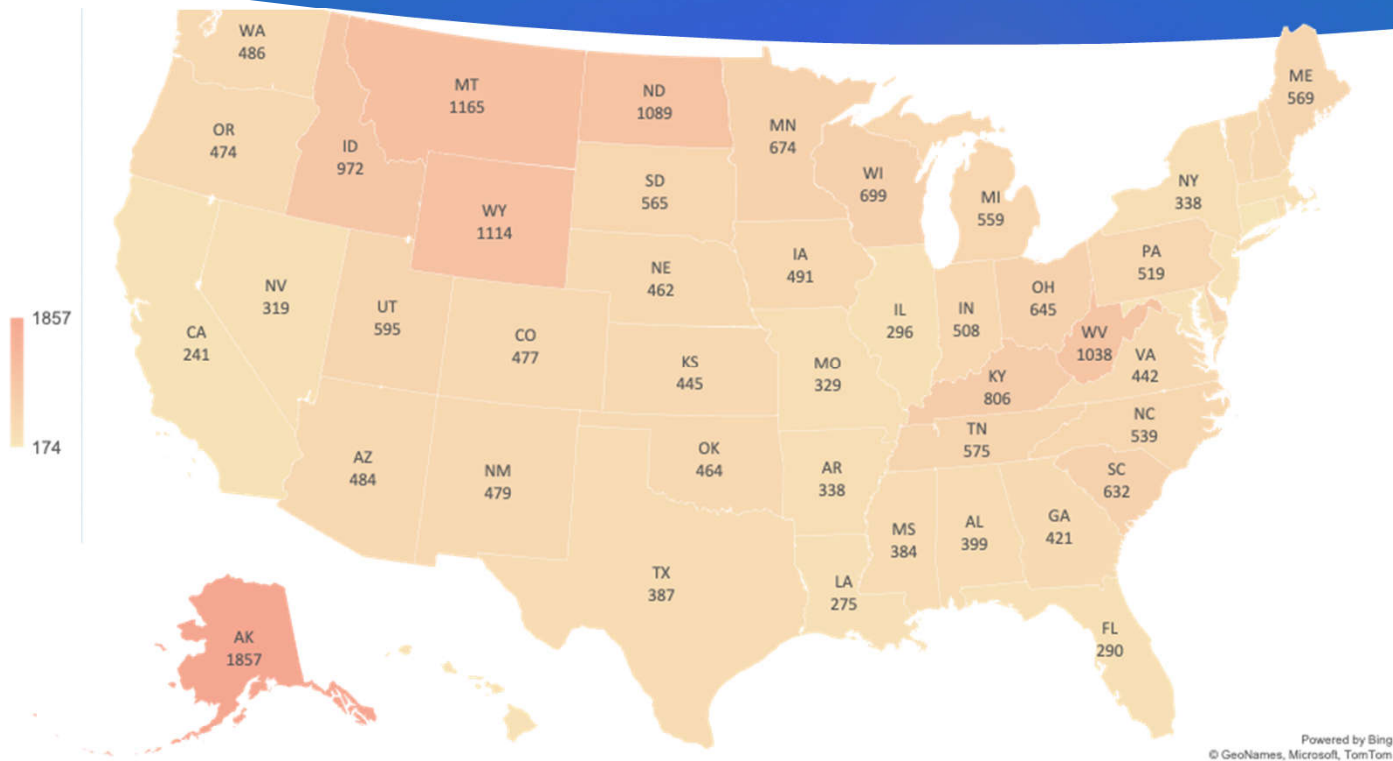 WA
486
OR
474
CA
241
NV
319
ID
972
MT
1165
WY
1114
UT
595
AZ
484
CO
477
NM
479
ND
1089
SD
565
NE
462
KS
445
OK
464
TX
387
MN
674
IA
491
MO
329
AR
338
LA
275
WI
699
IL
296
MI
559
IN
508
OH
645
KY
806
TN
575
MS
384
AL
399
GA
421
FL
290
SC
632
NC
539
VA
442
WV
1038
PA
519
NY
338
ME
569
AK
1857
1857
174
Powered by Bing
© GeoNames, Microsoft, TomTom